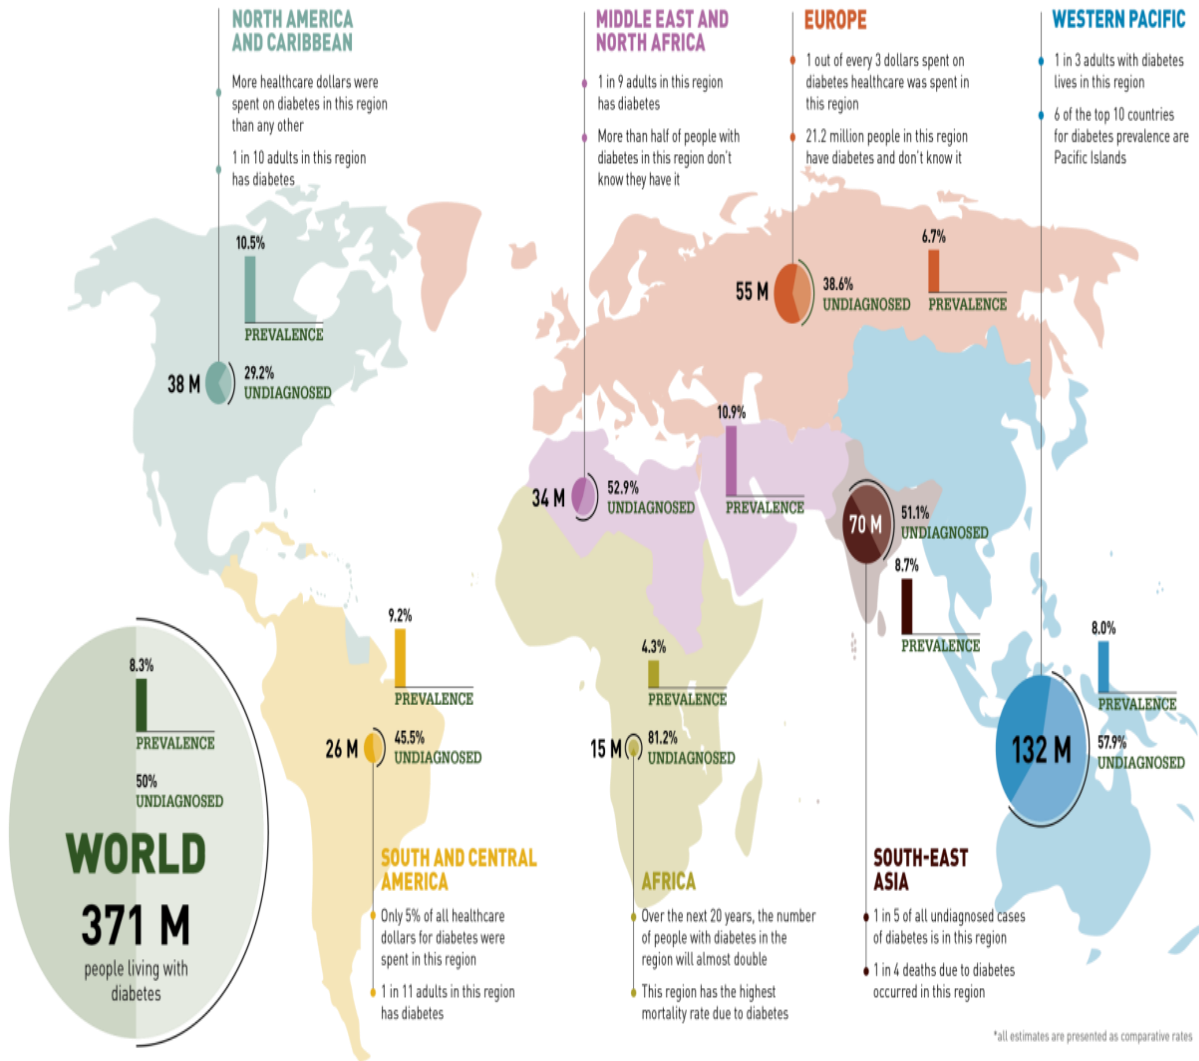 NORTH AMERICA
AND CARIBBEAN
More healthcare dollars were
spent on diabetes in this region
than any other
1 in 10 adults in this region
has diabetes
MIDDLE EAST AND
NORTH AFRICA
1 in 9 adults in this region
has diabetes
More than half of people with
diabetes in this region don't
know they have it
EUROPE
1 out of every 3 dollars spent on
diabetes healthcare was spent in
this region
21.2 million people in this region
have diabetes and don't know it
WESTERN PACIFIC
1 in 3 adults with diabetes
lives in this region
6 of the top 10 countries
for diabetes prevalence are
Pacific Islands
10.5%
PREVALENCE
38 M
29.2%
UNDIAGNOSED
55 M
38.6%
UNDIAGNOSED
6.7%
PREVALENCE
10.9%
PREVALENCE
34 M
52.9%
UNDIAGNOSED
70 M
51.1%
UNDIAGNOSED
8.7%
PREVALENCE
9.2%
PREVALENCE
26 M
45.5%
UNDIAGNOSED
4.3%
PREVALENCE
15 M
81.2%
UNDIAGNOSED
8.0%
PREVALENCE
132 M
57.9%
UNDIAGNOSED
8.3%
PREVALENCE
50%
UNDIAGNOSED
WORLD
371 M
people living with
diabetes
SOUTH AND CENTRAL
AMERICA
Only 5% of all healthcare
dollars for diabetes were
spent in this region
1 in 11 adults in this region
has diabetes
AFRICA
Over the next 20 years, the number
of people with diabetes in the
region will almost double
This region has the highest
mortality rate due to diabetes
SOUTH-EAST
ASIA
1 in 5 of all undiagnosed cases
of diabetes is in this region
1 in 4 deaths due to diabetes
occurred in this region
*all estimates are presented as comparative rates